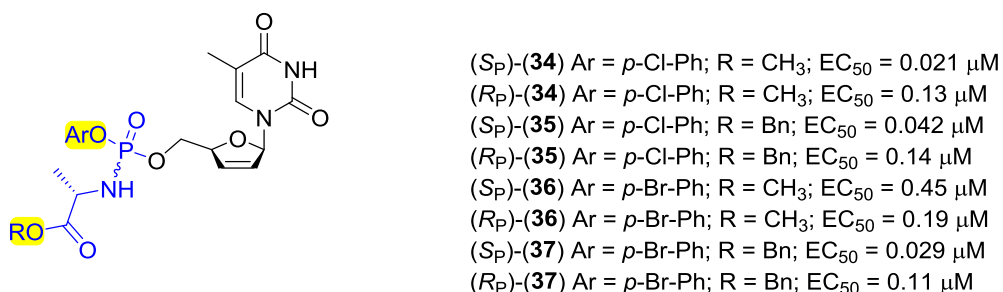 O
NH
N
O
O
ArO
O
P
O
NH
RO
O
(SP)-(34) Ar = p-Cl-Ph; R = CH3; EC50 = 0.021 μM
(RP)-(34) Ar = p-Cl-Ph; R = CH3; EC50 = 0.13 μM
(SP)-(35) Ar = p-Cl-Ph; R = Bn; EC50 = 0.042 μM
(RP)-(35) Ar = p-Cl-Ph; R = Bn; EC50 = 0.14 μM
(SP)-(36) Ar = p-Br-Ph; R = CH3; EC50 = 0.45 μM
(RP)-(36) Ar = p-Br-Ph; R = CH3; EC50 = 0.19 μM
(SP)-(37) Ar = p-Br-Ph; R = Bn; EC50 = 0.029 μM
(RP)-(37) Ar = p-Br-Ph; R = Bn; EC50 = 0.11 μM